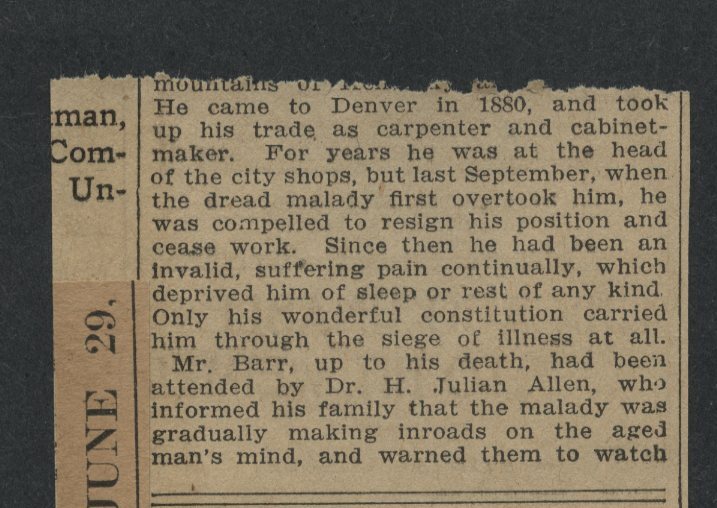 man,
Com-
Un-
JUNE 29,
mountains of
He came to Denver in 1880, and took
up his trade as carpenter and cabinet-
maker. For years he was at the head
of the city shops, but last September, when
the dread malady first overtook him, he
was compelled to resign his position and
cease work. Since then he had been an
invalid, suffering pain continually, which
deprived him of sleep or rest of any kind.
Only his wonderful constitution carried
him through the siege of illness at all.
Mr. Barr, up to his death, had been
attended by Dr. H. Julian Allen, who
informed his family that the malady was
gradually making inroads on the aged
man's mind, and warned them to watch